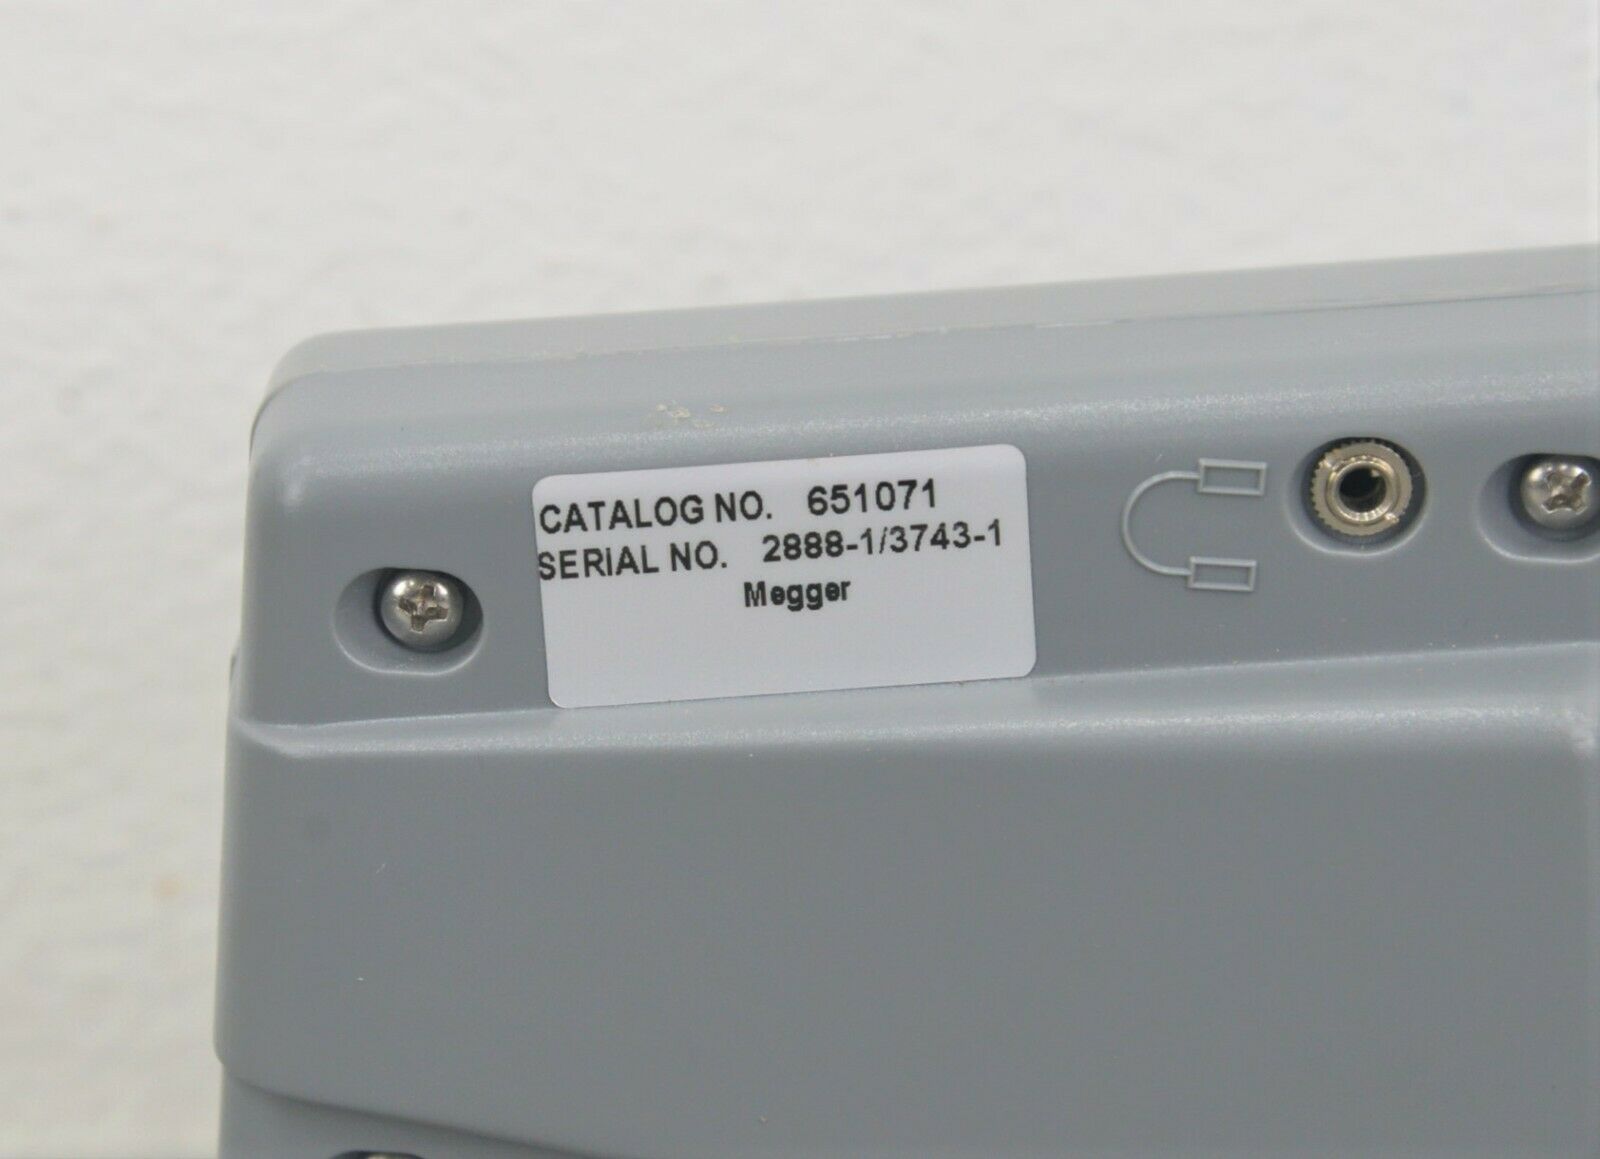 CATALOG NO. 651071
SERIAL NO. 2888-1/3743-1
Megger